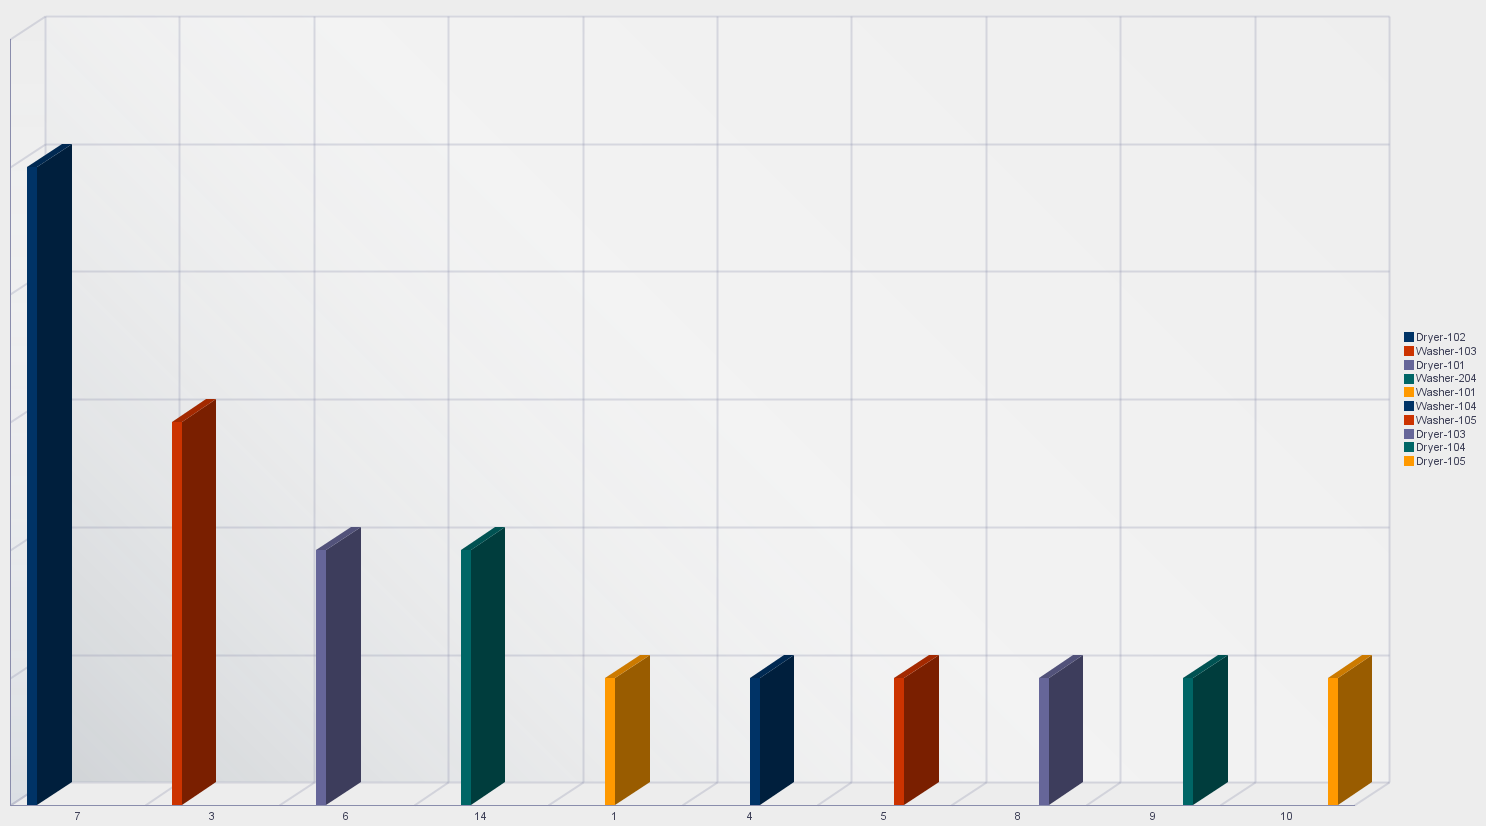 Dryer-102
Washer-103
Dryer-101
Washer-204
Washer-101
Washer-104
Washer-105
Dryer-103
Dryer-104
Dryer-105
7 3 6 14 1 4 5 8 9 10